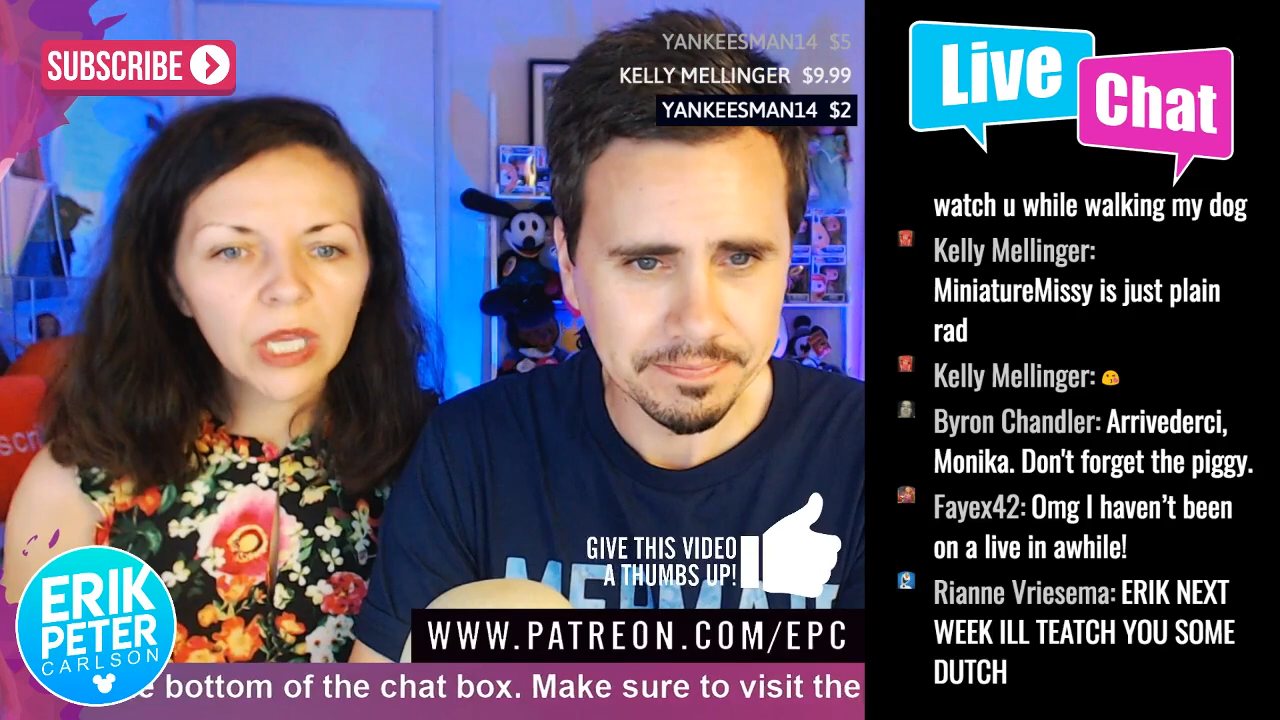 SUBSCRIBE
YANKEESMAN14 $5
KELLY MELLINGER $9.99
YANKEESMAN14 $2
Live
Chat
watch u while walking my dog
Kelly Mellinger:
MiniatureMissy is just plain
rad
Kelly Mellinger: 😘
Byron Chandler: Arrivederci,
Monika. Don't forget the piggy.
Fayex42: Omg I haven’t been
on a live in awhile!
Rianne Vriesema: ERIK NEXT
WEEK ILL TEATCH YOU SOME
DUTCH
GIVE THIS VIDEO
A THUMBS UP!
WWW.PATREON.COM/EPC
ERIK
PETER
CARLSON
bottom of the chat box. Make sure to visit the